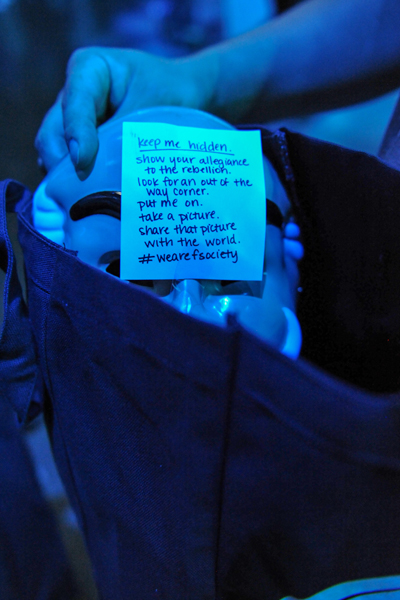 "keep me hidden.
show your allegiance
to the rebellion.
look for an out of the
way corner.
put me on.
take a picture.
share that picture
with the world.
#wearefsociety